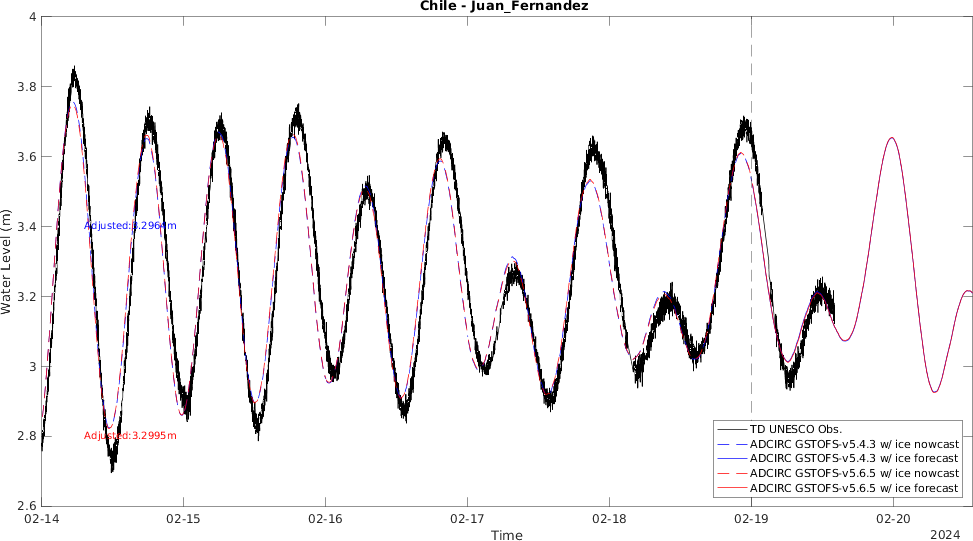 Chile - Juan_Fernandez
Water Level (m)
4
3.8
3.6
3.4
3.2
3
2.8
2.6
Adjusted:3.2964m
Adjusted:3.2995m
TD UNESCO Obs.
ADCIRC GSTOFS-v5.4.3 w/ ice nowcast
ADCIRC GSTOFS-v5.4.3 w/ ice forecast
ADCIRC GSTOFS-v5.6.5 w/ ice nowcast
ADCIRC GSTOFS-v5.6.5 w/ ice forecast
02-14 02-15 02-16 02-17 02-18 02-19 02-20
Time
2024